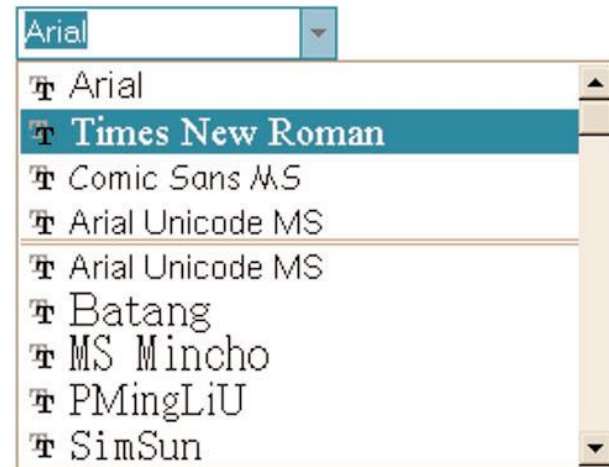 Arial
Arial
Times New Roman
Comic Sans MS
Arial Unicode MS
Arial Unicode MS
Batang
MS Mincho
PMingLiU
SimSun